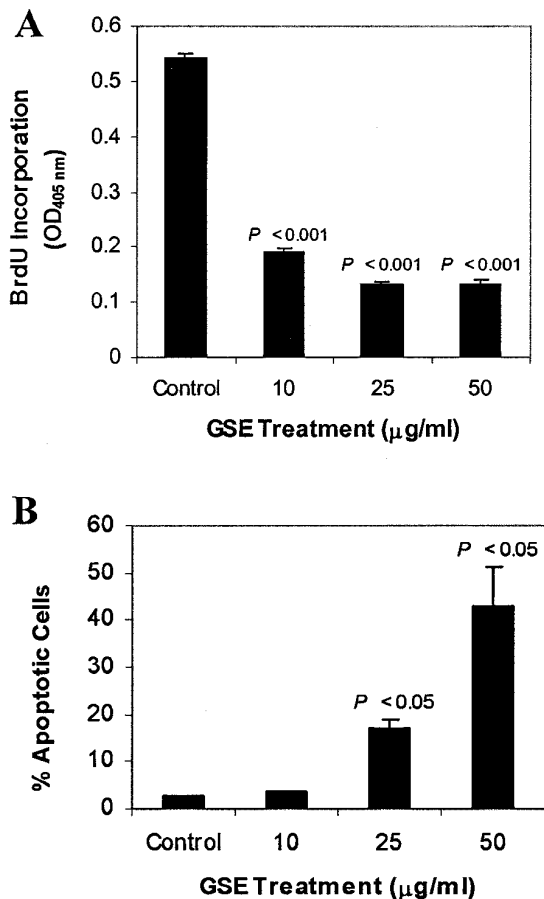 A
BrdU Incorporation
(OD405 nm)
0.6
0.5
0.4
0.3
0.2
0.1
0
P <0.001
P <0.001
P <0.001
Control 10 25 50
GSE Treatment (μg/ml)
B
% Apoptotic Cells
60
50
40
30
20
10
0
P <0.05
P <0.05
Control 10 25 50
GSE Treatment (μg/ml)